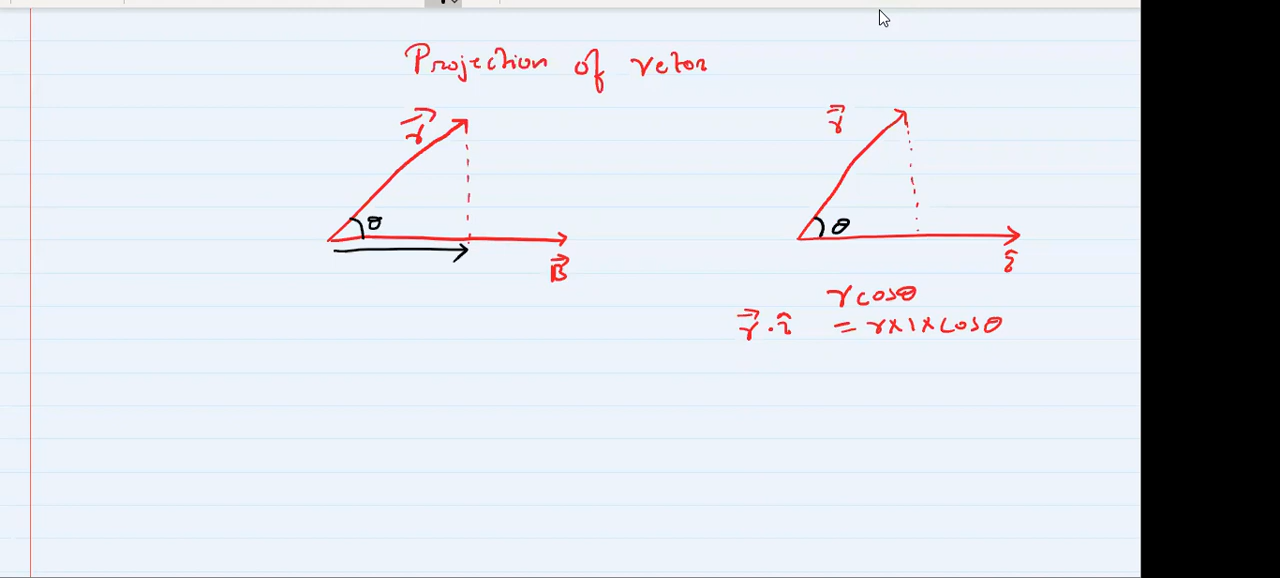 Projection of vetor
r⃗
r⃗
θ
θ
B⃗
î
r cosθ
r⃗ . î = r×1×cosθ